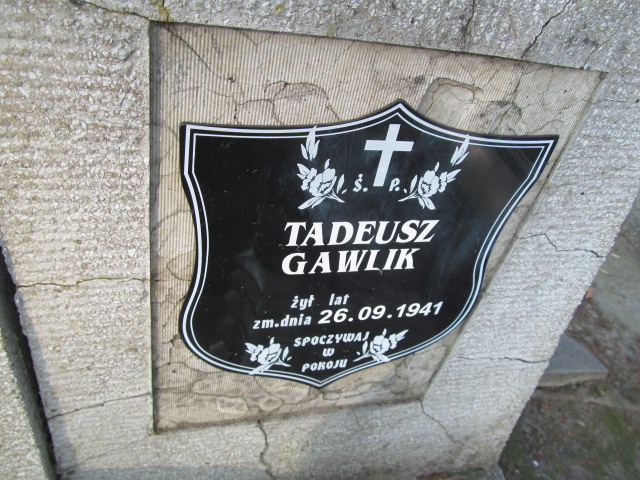 Ś. P.
TADEUSZ
GAWLIK
żył lat
zm.dnia 26.09.1941
SPOCZYWAJ
W
POKOJU